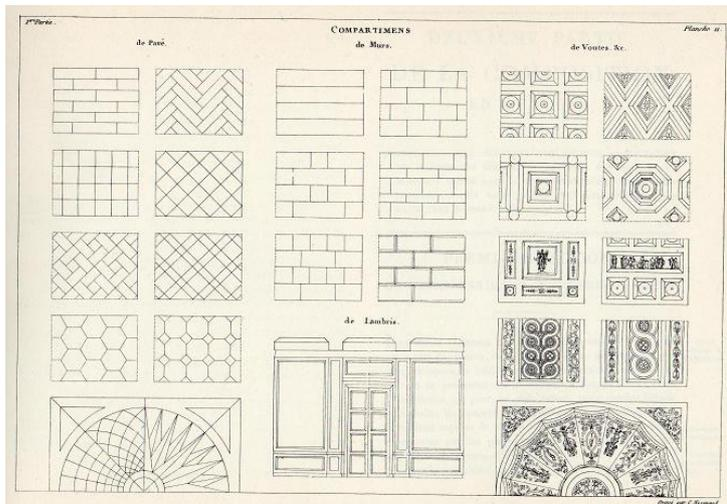 1re Partie.
COMPARTIMENS
Planche 11.
de Pavé.
de Murs.
de Voutes. &c.
de Lambris.